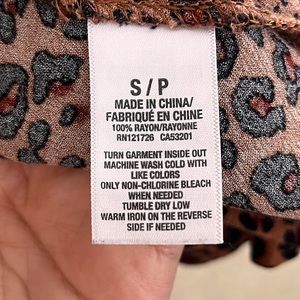 S / P
MADE IN CHINA/
FABRIQUÉ EN CHINE
100% RAYON/RAYONNE
RN121726 CA53201
TURN GARMENT INSIDE OUT
MACHINE WASH COLD WITH
LIKE COLORS
ONLY NON-CHLORINE BLEACH
WHEN NEEDED
TUMBLE DRY LOW
WARM IRON ON THE REVERSE
SIDE IF NEEDED